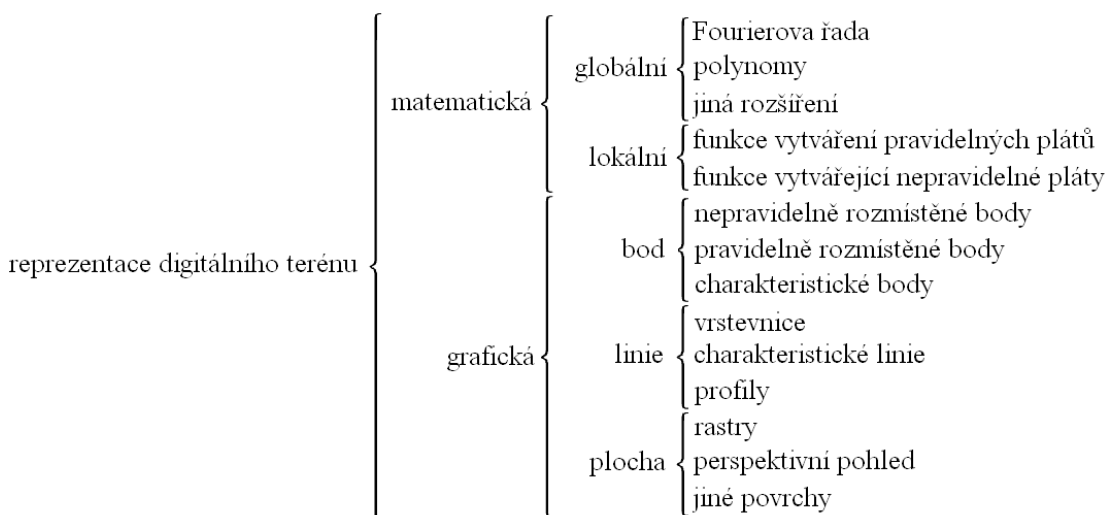 reprezentace digitálního terénu
matematická
globální
Fourierova řada
polynomy
jiná rozšíření
lokální
funkce vytváření pravidelných plátů
funkce vytvářející nepravidelné pláty
grafická
bod
nepravidelně rozmístěné body
pravidelně rozmístěné body
charakteristické body
linie
vrstevnice
charakteristické linie
profily
plocha
rastry
perspektivní pohled
jiné povrchy